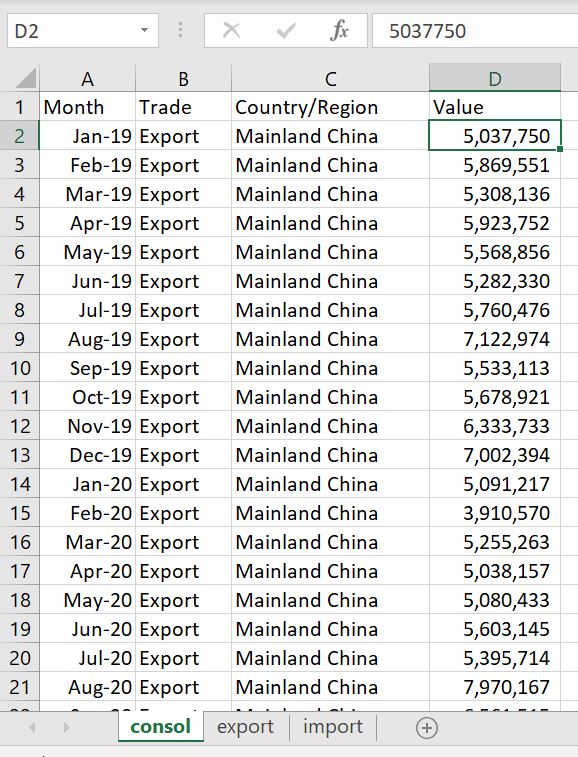 D2 fx 5037750
A B C D
1 Month Trade Country/Region Value
2 Jan-19 Export Mainland China 5,037,750
3 Feb-19 Export Mainland China 5,869,551
4 Mar-19 Export Mainland China 5,308,136
5 Apr-19 Export Mainland China 5,923,752
6 May-19 Export Mainland China 5,568,856
7 Jun-19 Export Mainland China 5,282,330
8 Jul-19 Export Mainland China 5,760,476
9 Aug-19 Export Mainland China 7,122,974
10 Sep-19 Export Mainland China 5,533,113
11 Oct-19 Export Mainland China 5,678,921
12 Nov-19 Export Mainland China 6,333,733
13 Dec-19 Export Mainland China 7,002,394
14 Jan-20 Export Mainland China 5,091,217
15 Feb-20 Export Mainland China 3,910,570
16 Mar-20 Export Mainland China 5,255,263
17 Apr-20 Export Mainland China 5,038,157
18 May-20 Export Mainland China 5,080,433
19 Jun-20 Export Mainland China 5,603,145
20 Jul-20 Export Mainland China 5,395,714
21 Aug-20 Export Mainland China 7,970,167
consol export import